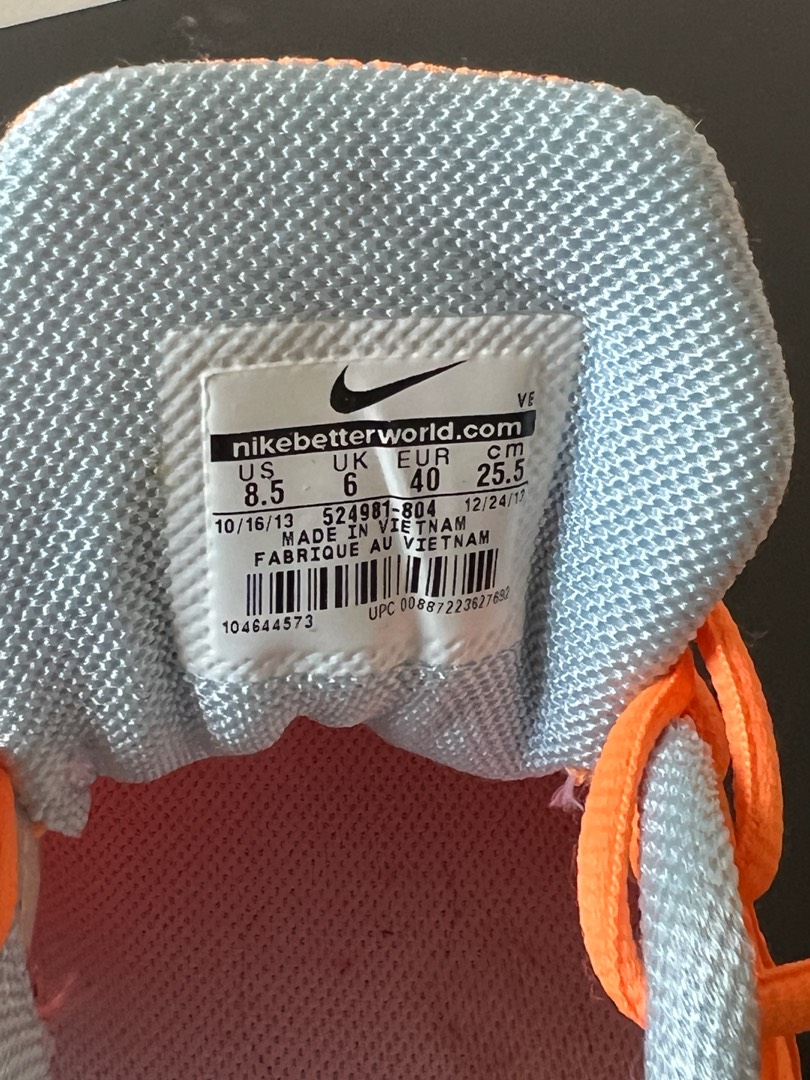 VE
nikebetterworld.com
US UK EUR cm
8.5 6 40 25.5
10/16/13 524981-804
MADE IN VIETNAM
FABRIQUE AU VIETNAM
104644573 UPC